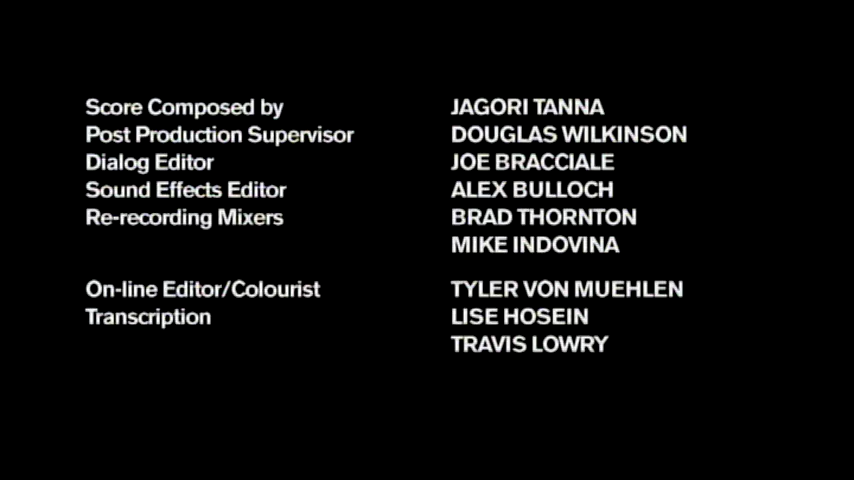 Score Composed by JAGORI TANNA
Post Production Supervisor DOUGLAS WILKINSON
Dialog Editor JOE BRACCIALE
Sound Effects Editor ALEX BULLOCH
Re-recording Mixers BRAD THORNTON
MIKE INDOVINA
On-line Editor/Colourist TYLER VON MUEHLEN
Transcription LISE HOSEIN
TRAVIS LOWRY